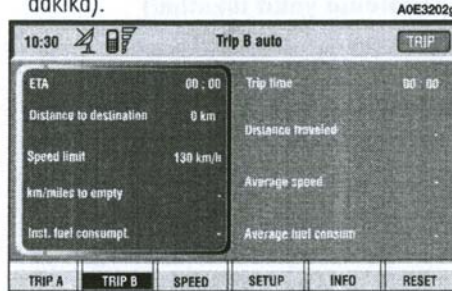 dakika).
A0E3202g
10:30 Trip B auto TRIP
ETA 00 : 00
Distance to destination 0 km
Speed limit 130 km/h
km/miles to empty -
Inst. fuel consumpt. -
Trip time 00 : 00
Distance traveled -
Average speed -
Average fuel consum -
TRIP A TRIP B SPEED SETUP INFO RESET